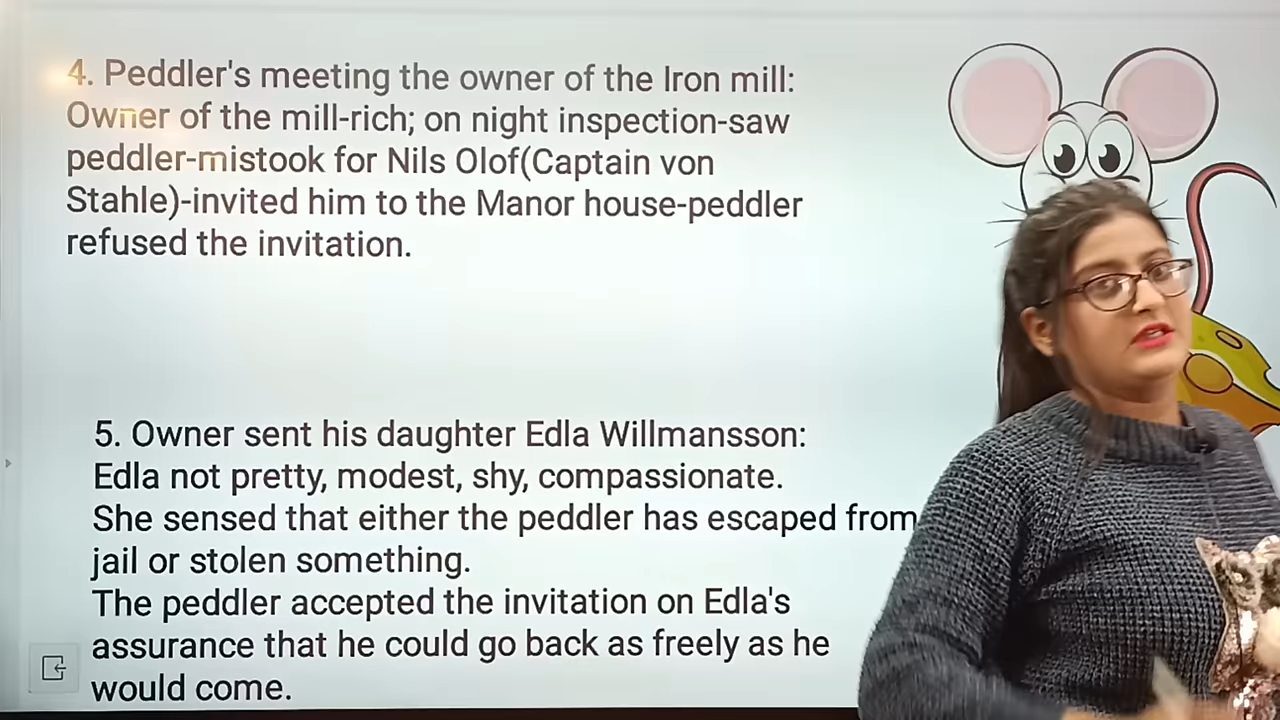 4. Peddler's meeting the owner of the Iron mill:
Owner of the mill-rich; on night inspection-saw
peddler-mistook for Nils Olof(Captain von
Stahle)-invited him to the Manor house-peddler
refused the invitation.
5. Owner sent his daughter Edla Willmansson:
Edla not pretty, modest, shy, compassionate.
She sensed that either the peddler has escaped from
jail or stolen something.
The peddler accepted the invitation on Edla's
assurance that he could go back as freely as he
would come.